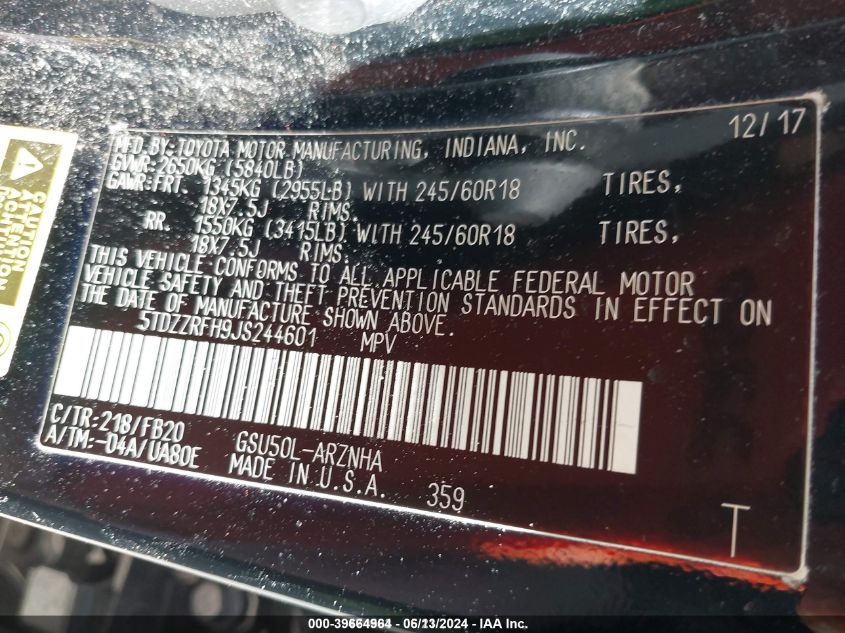 12/17
MFD.BY:TOYOTA MOTOR MANUFACTURING, INDIANA, INC.
GVWR-2650KG (5840LB)
GAWR:FRT. 1345KG (2955LB) WITH 245/60R18 TIRES,
18X7.5J RIMS.
RR. 1550KG (3415LB) WITH 245/60R18 TIRES,
18X7.5J RIMS
THIS VEHICLE CONFORMS TO ALL APPLICABLE FEDERAL MOTOR
VEHICLE SAFETY AND THEFT PREVENTION STANDARDS IN EFFECT ON
THE DATE OF MANUFACTURE SHOWN ABOVE.
5TDZZRFH9JS244601 MPV
C/TR:218/FB20
A/TM:-04A/UA80E
GSU50L-ARZNHA
MADE IN U.S.A. 359
T
CAUTION
ATTENTION
000-39664964 - 06/13/2024 - IAA Inc.